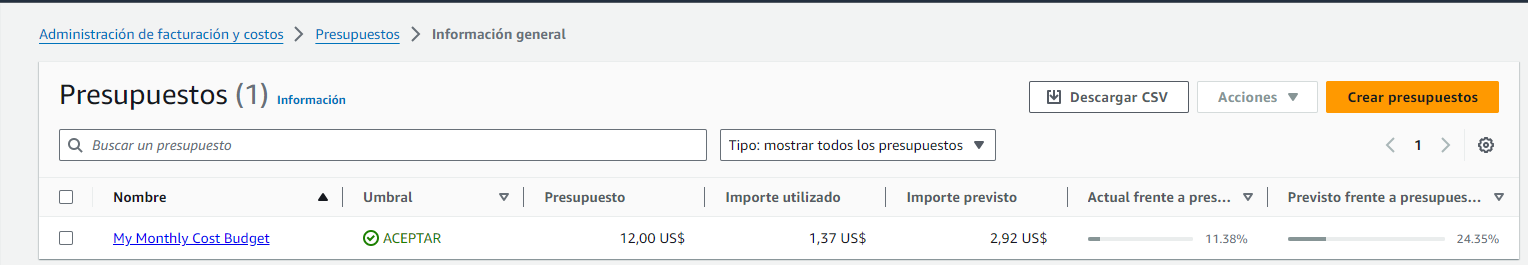 Administración de facturación y costos > Presupuestos > Información general
Presupuestos (1) Información
Descargar CSV
Acciones
Crear presupuestos
Buscar un presupuesto
Tipo: mostrar todos los presupuestos
1
Nombre Umbral Presupuesto Importe utilizado Importe previsto Actual frente a pres... Previsto frente a presupues...
My Monthly Cost Budget ACEPTAR 12,00 US$ 1,37 US$ 2,92 US$ 11.38% 24.35%